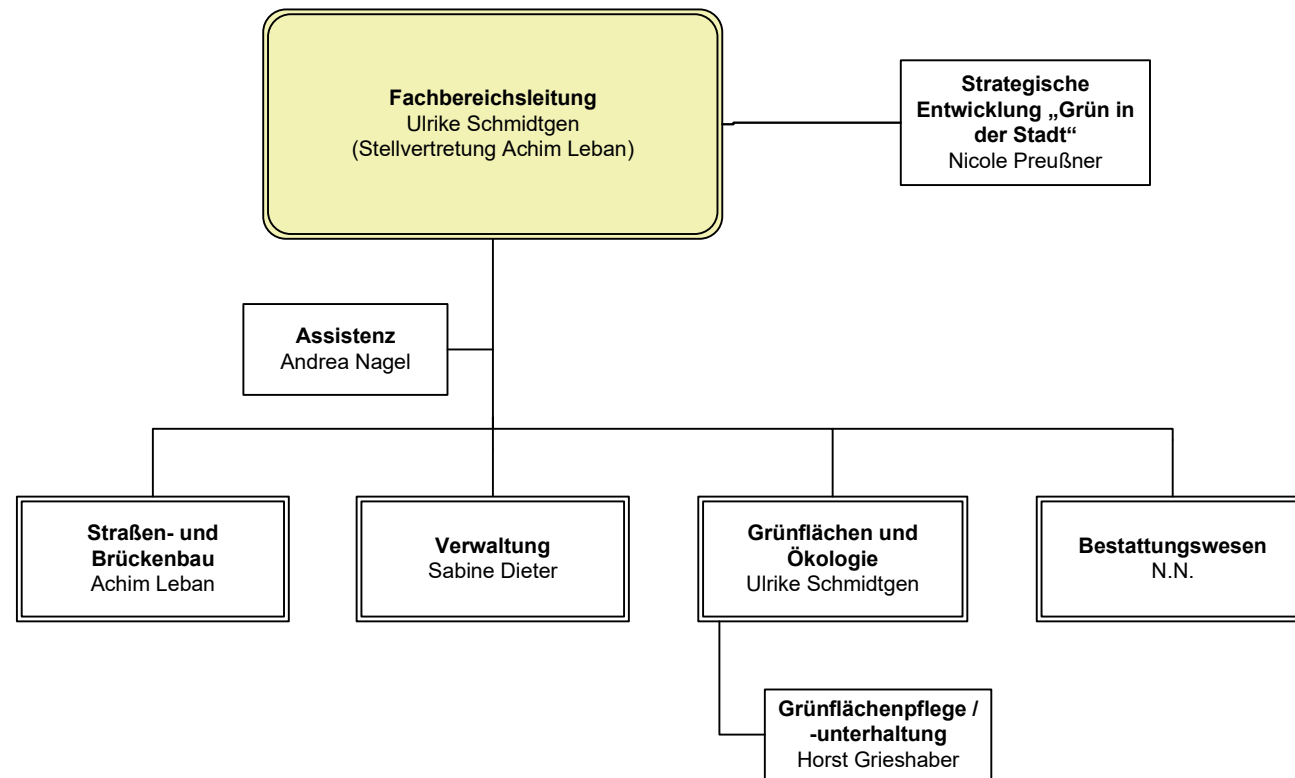 Fachbereichsleitung
Ulrike Schmidtgen
(Stellvertretung Achim Leban)
Strategische
Entwicklung „Grün in
der Stadt“
Nicole Preußner
Assistenz
Andrea Nagel
Straßen- und
Brückenbau
Achim Leban
Verwaltung
Sabine Dieter
Grünflächen und
Ökologie
Ulrike Schmidtgen
Bestattungswesen
N.N.
Grünflächenpflege /
-unterhaltung
Horst Grieshaber